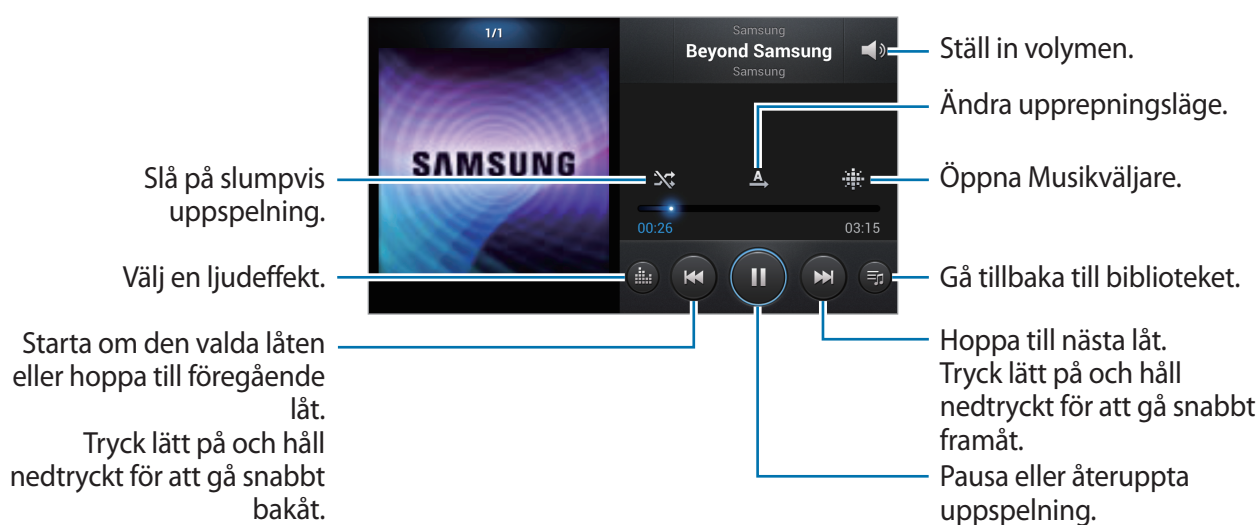 1/1
SAMSUNG
Samsung
Beyond Samsung
Samsung
A
00:26
03:15
Slå på slumpvis
uppspelning.
Välj en ljudeffekt.
Starta om den valda låten
eller hoppa till föregående
låt.
Tryck lätt på och håll
nedtryckt för att gå snabbt
bakåt.
Ställ in volymen.
Ändra upprepningsläge.
Öppna Musikväljare.
Gå tillbaka till biblioteket.
Hoppa till nästa låt.
Tryck lätt på och håll
nedtryckt för att gå snabbt
framåt.
Pausa eller återuppta
uppspelning.